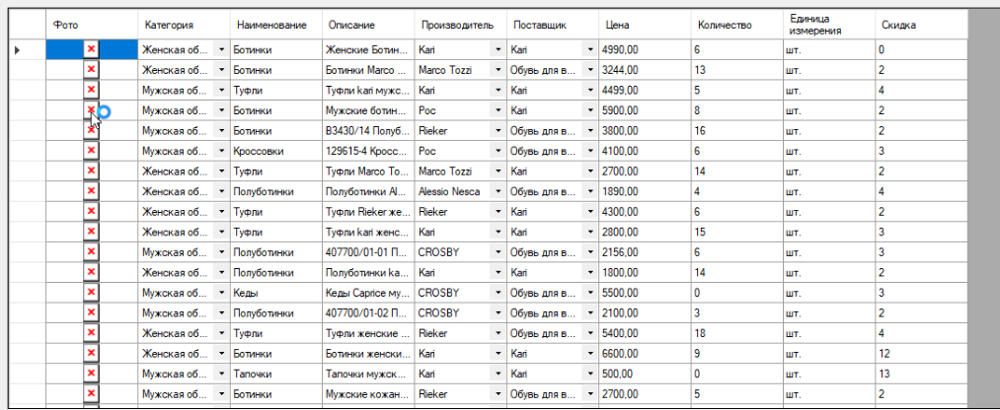 Фото Категория Наименование Описание Производитель Поставщик Цена Количество Единица измерения Скидка
Женская об... Ботинки Женские Ботин... Kari Kari 4990,00 6 шт. 0
Женская об... Ботинки Ботинки Marco ... Marco Tozzi Обувь для в... 3244,00 13 шт. 2
Мужская об... Туфли Туфли kari мужс... Kari Kari 4499,00 5 шт. 4
Мужская об... Ботинки Мужские ботин... Рос Kari 5900,00 8 шт. 2
Мужская об... Ботинки B3430/14 Полуб... Rieker Обувь для в... 3800,00 16 шт. 2
Мужская об... Кроссовки 129615-4 Кросс... Рос Обувь для в... 4100,00 6 шт. 3
Женская об... Туфли Туфли Marco To... Marco Tozzi Kari 2700,00 14 шт. 2
Женская об... Полуботинки Полуботинки Al... Alessio Nesca Обувь для в... 1890,00 4 шт. 4
Женская об... Туфли Туфли Rieker же... Rieker Kari 4300,00 6 шт. 2
Женская об... Туфли Туфли kari женс... Kari Kari 2800,00 15 шт. 3
Мужская об... Полуботинки 407700/01-01 П... CROSBY Обувь для в... 2156,00 6 шт. 3
Женская об... Полуботинки Полуботинки ka... Kari Kari 1800,00 14 шт. 2
Мужская об... Кеды Кеды Caprice му... CROSBY Обувь для в... 5500,00 0 шт. 3
Мужская об... Полуботинки 407700/01-02 П... CROSBY Обувь для в... 2100,00 3 шт. 2
Женская об... Туфли Туфли женские ... Rieker Обувь для в... 5400,00 18 шт. 4
Женская об... Ботинки Ботинки женски... Kari Kari 6600,00 9 шт. 12
Мужская об... Тапочки Тапочки мужск... Kari Kari 500,00 0 шт. 13
Мужская об... Ботинки Мужские кожан... Rieker Обувь для в... 2700,00 5 шт. 2